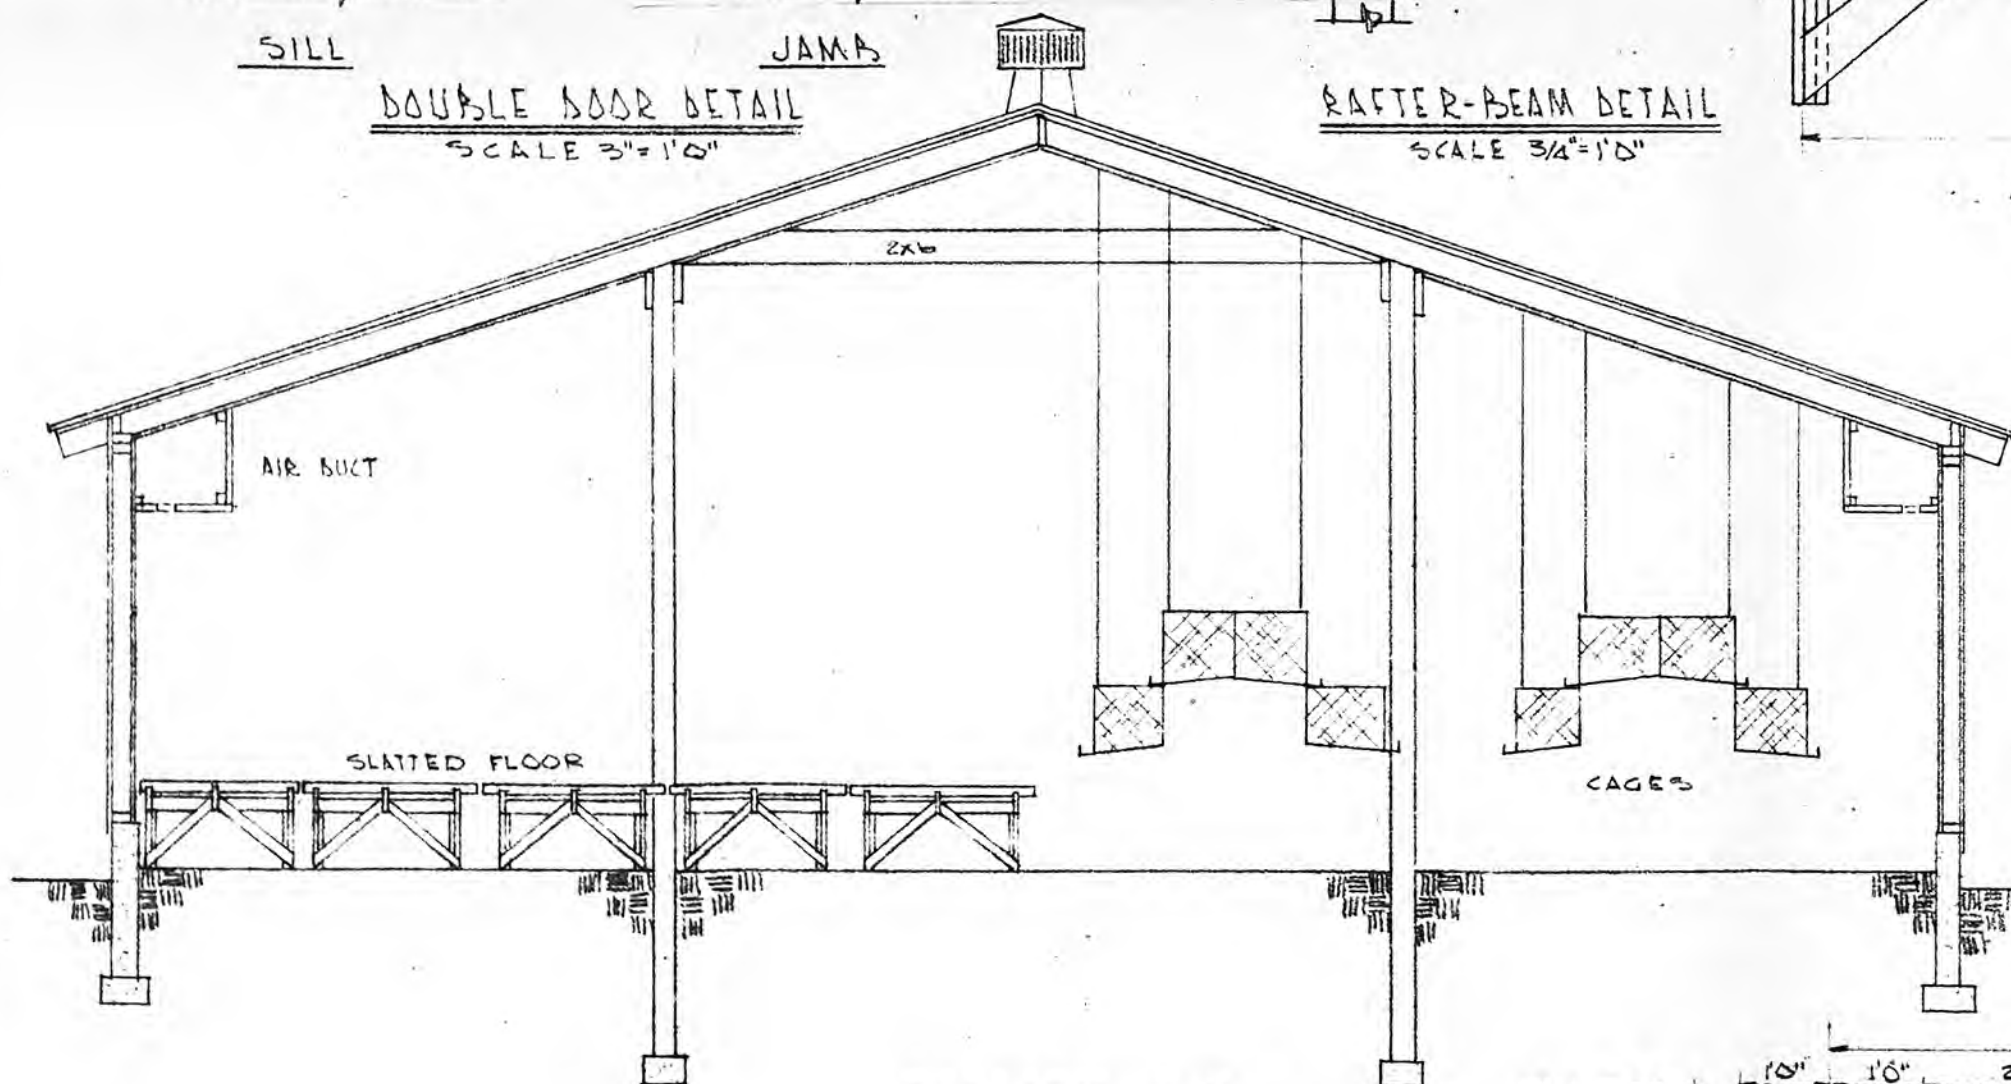 SILL
JAMB
DOUBLE DOOR DETAIL
SCALE 3"=1'0"
RAFTER-BEAM DETAIL
SCALE 3/4"=1'0"
2x6
AIR DUCT
SLATTED FLOOR
CAGES
1'0" 1'6"